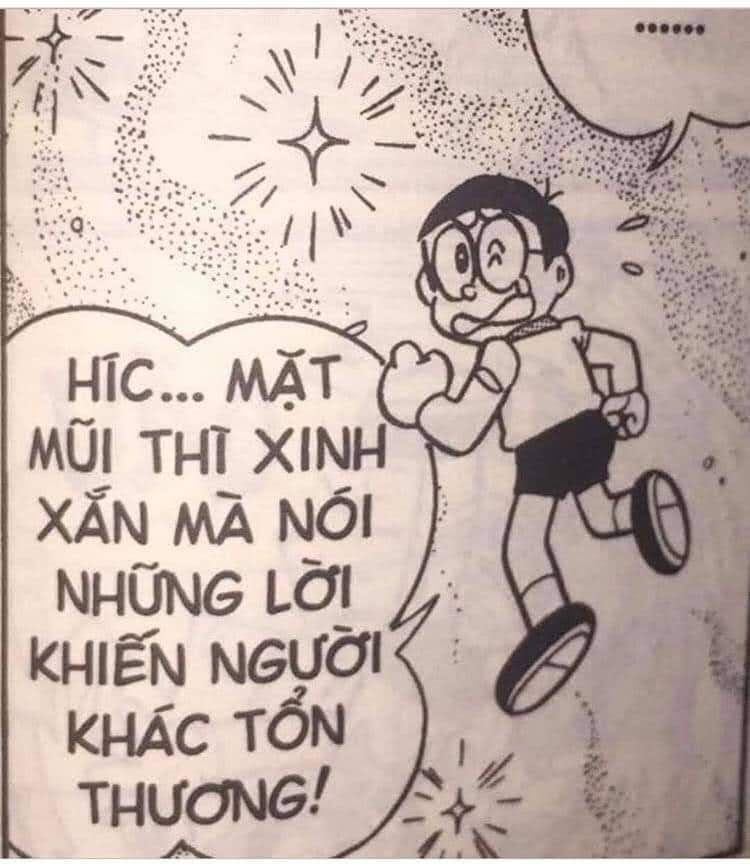 ......
HÍC... MẶT
MŨI THÌ XINH
XẮN MÀ NÓI
NHỮNG LỜI
KHIẾN NGƯỜI
KHÁC TỔN
THƯƠNG!